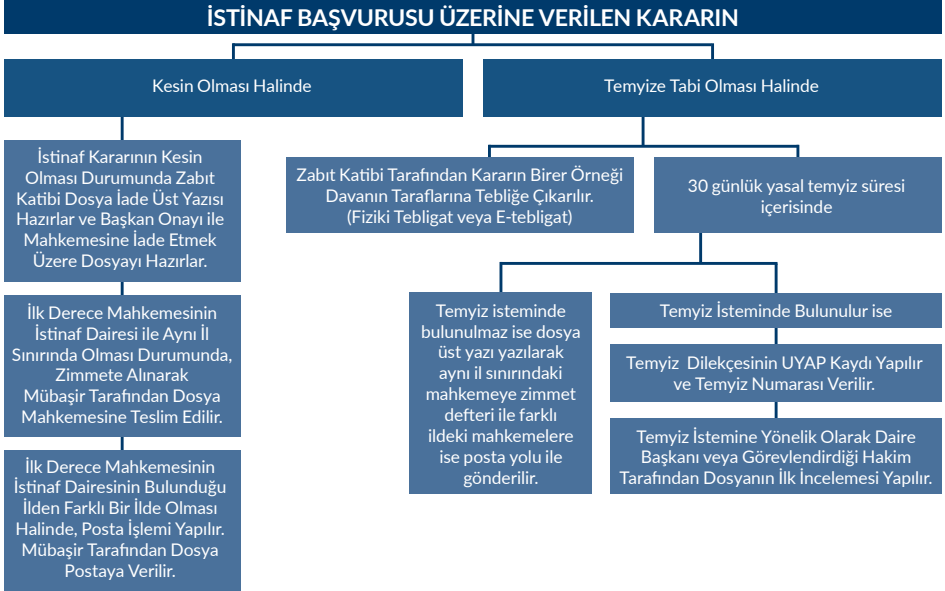 İSTİNAF BAŞVURUSU ÜZERİNE VERİLEN KARARIN
Kesin Olması Halinde
Temyize Tabi Olması Halinde
İstinaf Kararının Kesin
Olması Durumunda Zabıt
Katibi Dosya İade Üst Yazısı
Hazırlar ve Başkan Onayı ile
Mahkemesine İade Etmek
Üzere Dosyayı Hazırlar.
İlk Derece Mahkemesinin
İstinaf Dairesi ile Aynı İl
Sınırında Olması Durumunda,
Zimmete Alınarak
Mübaşir Tarafından Dosya
Mahkemesine Teslim Edilir.
İlk Derece Mahkemesinin
İstinaf Dairesinin Bulunduğu
İlden Farklı Bir İlde Olması
Halinde, Posta İşlemi Yapılır.
Mübaşir Tarafından Dosya
Postaya Verilir.
Zabıt Katibi Tarafından Kararın Birer Örneği
Davanın Taraflarına Tebliğe Çıkarılır.
(Fiziki Tebligat veya E-tebligat)
30 günlük yasal temyiz süresi
içerisinde
Temyiz isteminde
bulunulmaz ise dosya
üst yazı yazılarak
aynı il sınırındaki
mahkemeye zimmet
defteri ile farklı
ildeki mahkemelere
ise posta yolu ile
gönderilir.
Temyiz İsteminde Bulunulur ise
Temyiz Dilekçesinin UYAP Kaydı Yapılır
ve Temyiz Numarası Verilir.
Temyiz İstemine Yönelik Olarak Daire
Başkanı veya Görevlendirdiği Hakim
Tarafından Dosyanın İlk İncelemesi Yapılır.